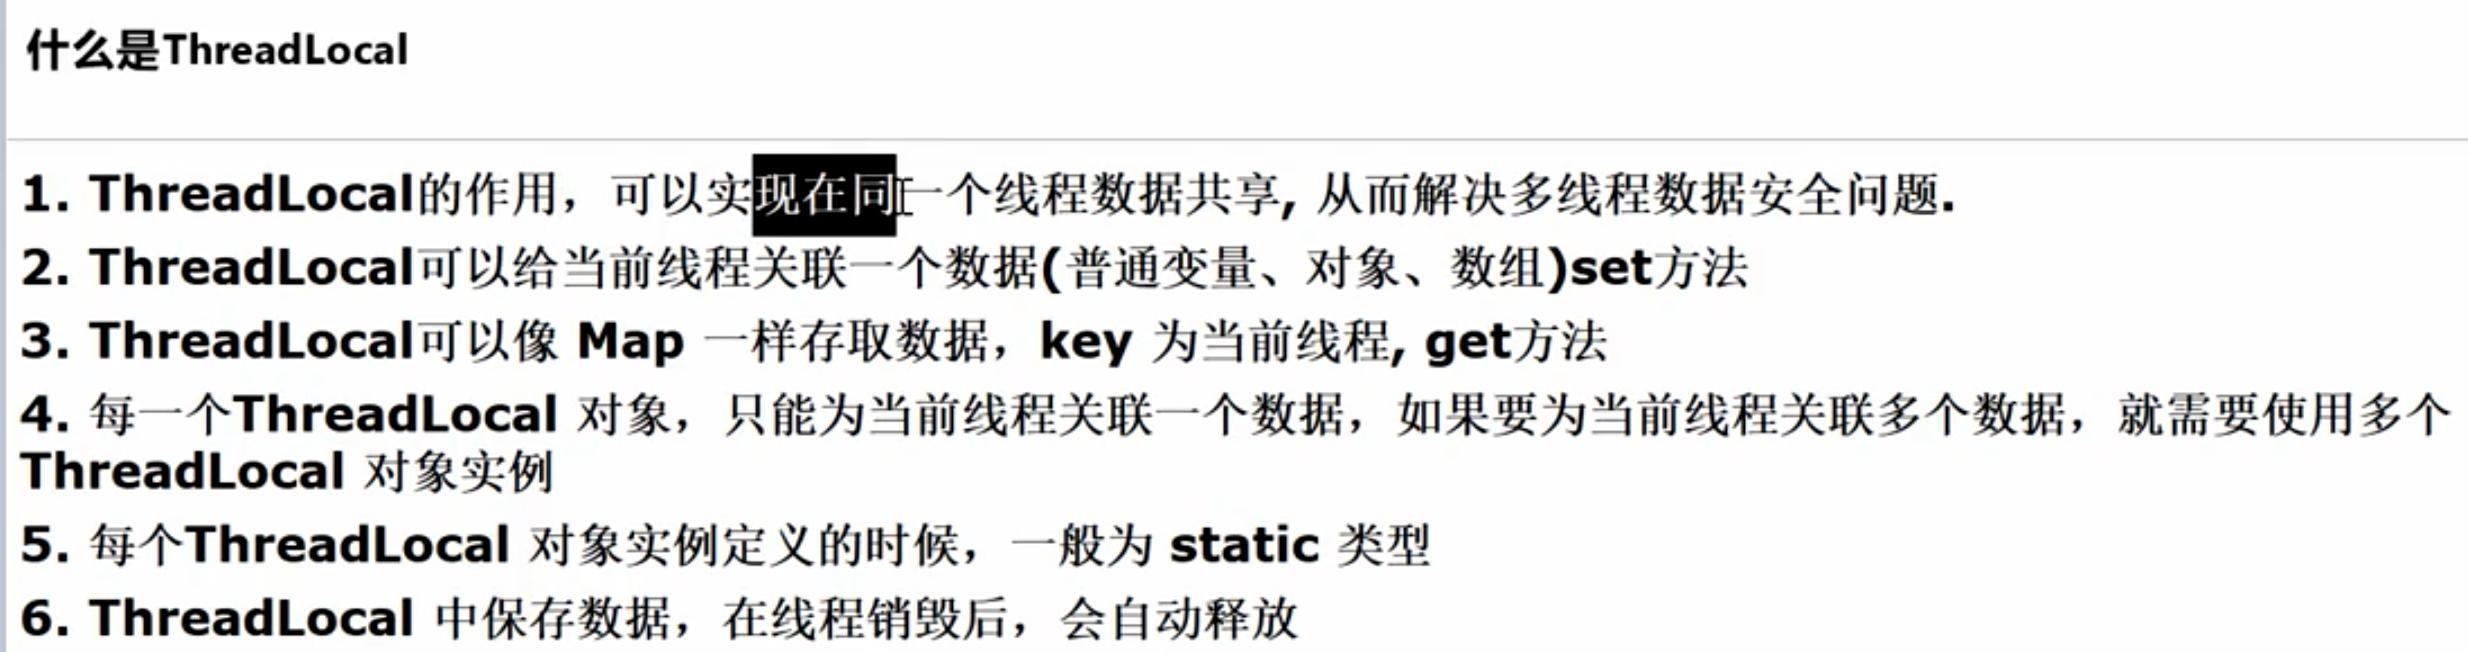 什么是ThreadLocal
1. ThreadLocal的作用，可以实现在同一个线程数据共享, 从而解决多线程数据安全问题.
2. ThreadLocal可以给当前线程关联一个数据(普通变量、对象、数组)set方法
3. ThreadLocal可以像 Map 一样存取数据，key 为当前线程, get方法
4. 每一个ThreadLocal 对象，只能为当前线程关联一个数据，如果要为当前线程关联多个数据，就需要使用多个
ThreadLocal 对象实例
5. 每个ThreadLocal 对象实例定义的时候，一般为 static 类型
6. ThreadLocal 中保存数据，在线程销毁后，会自动释放